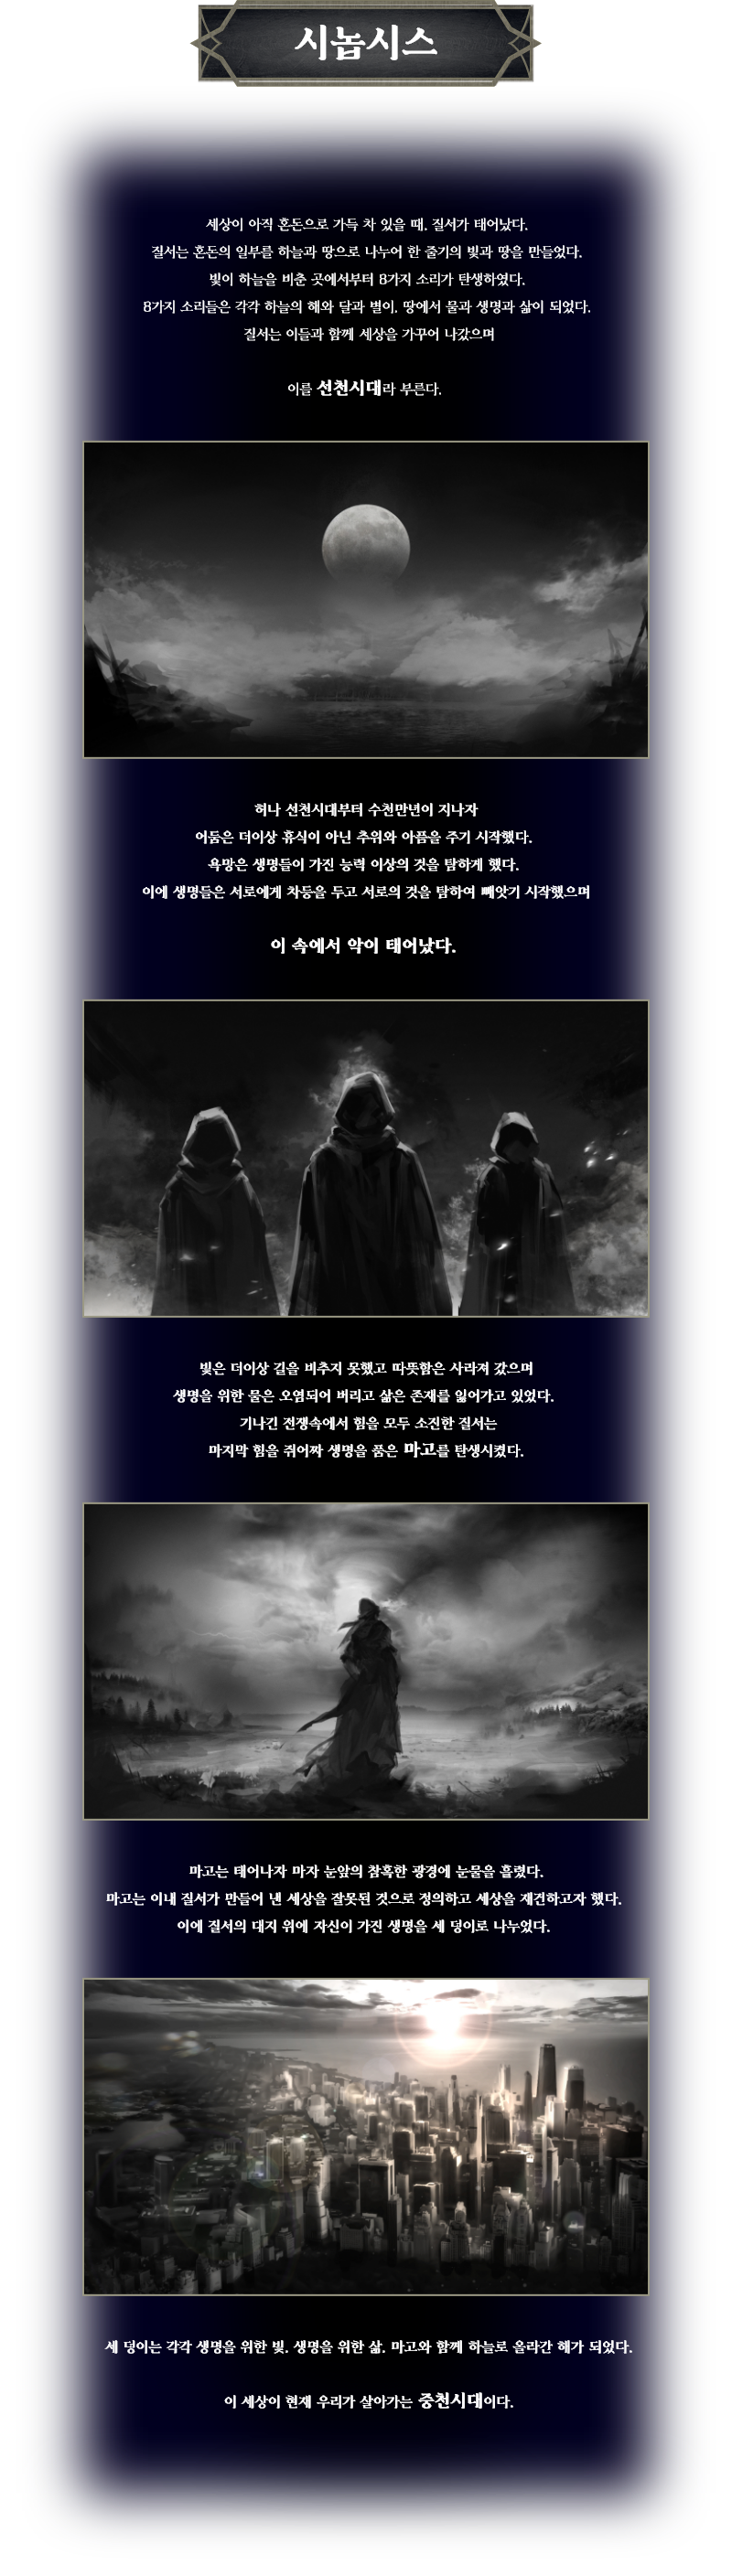 시놉시스
세상이 아직 혼돈으로 가득 차 있을 때, 질서가 태어났다.
질서는 혼돈의 일부를 하늘과 땅으로 나누어 한 줄기의 빛과 땅을 만들었다.
빛이 하늘을 비춘 곳에서부터 8가지 소리가 탄생하였다.
8가지 소리들은 각각 하늘의 해와 달과 별이, 땅에서 물과 생명과 삶이 되었다.
질서는 이들과 함께 세상을 가꾸어 나갔으며
이를 선천시대라 부른다.
허나 선천시대부터 수천만년이 지나자
어둠은 더이상 휴식이 아닌 추위와 아픔을 주기 시작했다.
욕망은 생명들이 가진 능력 이상의 것을 탐하게 했다.
이에 생명들은 서로에게 차등을 두고 서로의 것을 탐하여 빼앗기 시작했으며
이 속에서 악이 태어났다.
빛은 더이상 길을 비추지 못했고 따뜻함은 사라져 갔으며
생명을 위한 물은 오염되어 버리고 삶은 존재를 잃어가고 있었다.
기나긴 전쟁속에서 힘을 모두 소진한 질서는
마지막 힘을 쥐어짜 생명을 품은 마고를 탄생시켰다.
마고는 태어나자 마자 눈앞의 참혹한 광경에 눈물을 흘렸다.
마고는 이내 질서가 만들어 낸 세상을 잘못된 것으로 정의하고 세상을 재건하고자 했다.
이에 질서의 대지 위에 자신이 가진 생명을 세 덩이로 나누었다.
세 덩이는 각각 생명을 위한 빛, 생명을 위한 삶, 마고와 함께 하늘로 올라간 해가 되었다.
이 세상이 현재 우리가 살아가는 중천시대이다.